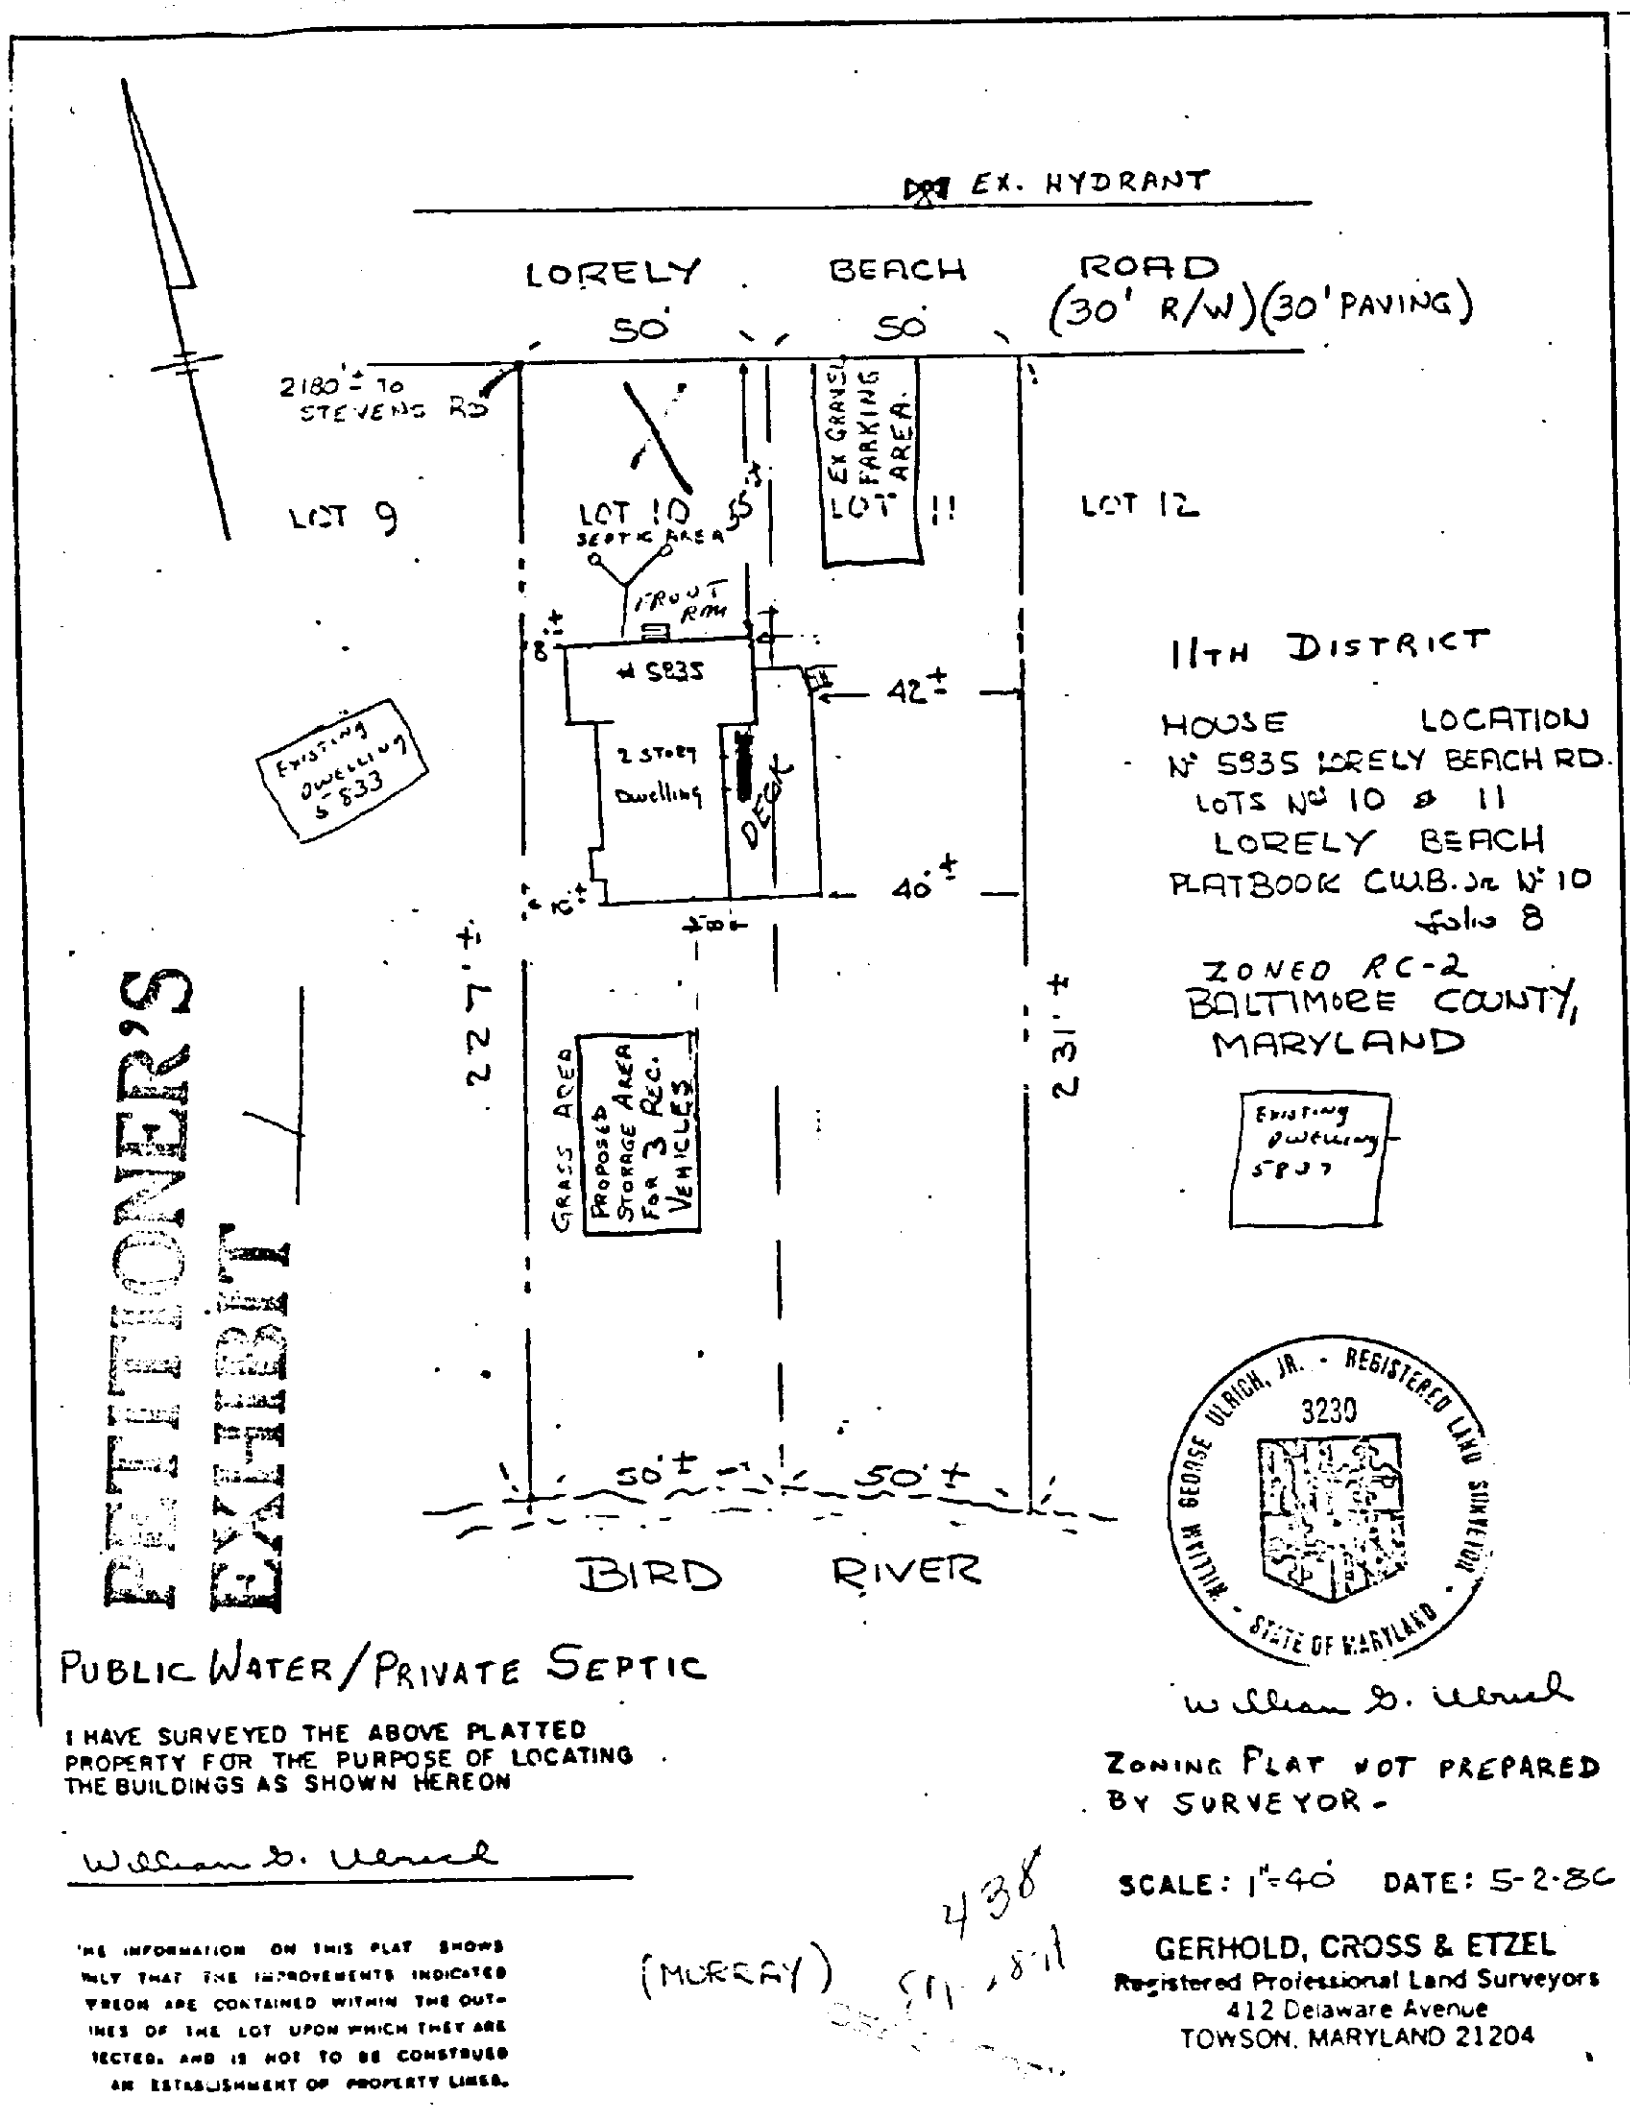 EX. HYDRANT
LORELY BEACH ROAD
(30' R/W)(30' PAVING)
50' 50'
2180'± TO
STEVENS RD
EX GRAVEL
PARKING
AREA.
LOT 9
LOT 10
LOT 11
LOT 12
SEPTIC AREA
FRONT
8'±
# 5835
42'±
2 STORY
Dwelling
DECK
40'±
EXISTING
DWELLING
5833
11TH DISTRICT
HOUSE LOCATION
Nº 5835 LORELY BEACH RD.
LOTS Nos 10 & 11
LORELY BEACH
PLATBOOK C.W.B. Jr. Nº 10
folio 8
ZONED RC-2
BALTIMORE COUNTY,
MARYLAND
227'±
231'±
GRASS AREA
PROPOSED
STORAGE AREA
FOR 3 REC.
VEHICLES
Existing
Dwelling
5837
PETITIONER'S
EXHIBIT
50'± 50'±
BIRD RIVER
WILLIAM GEORGE ULRICH, JR. - REGISTERED LAND SURVEYOR - STATE OF MARYLAND -
3230
PUBLIC WATER/PRIVATE SEPTIC
William G. Ulrich
I HAVE SURVEYED THE ABOVE PLATTED
PROPERTY FOR THE PURPOSE OF LOCATING
THE BUILDINGS AS SHOWN HEREON
William G. Ulrich
ZONING PLAT NOT PREPARED
BY SURVEYOR -
SCALE: 1"=40' DATE: 5-2-86
438
(MURRAY)
GERHOLD, CROSS & ETZEL
Registered Professional Land Surveyors
412 Delaware Avenue
TOWSON, MARYLAND 21204
THE INFORMATION ON THIS PLAT SHOWS
ONLY THAT THE IMPROVEMENTS INDICATED
HEREON ARE CONTAINED WITHIN THE OUT-
LINES OF THE LOT UPON WHICH THEY ARE
ERECTED. AND IS NOT TO BE CONSTRUED
AN ESTABLISHMENT OF PROPERTY LINES.